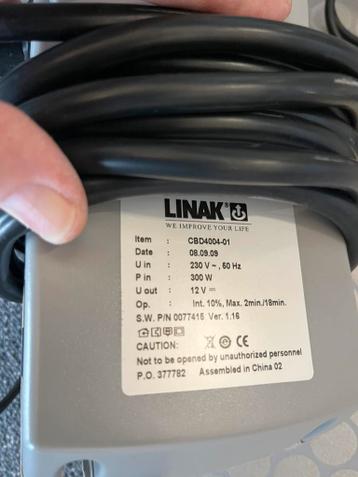 LINAK®
WE IMPROVE YOUR LIFE
Item : CBD4004-01
Date : 08.09.09
U in : 230 V ~, 50 Hz
P in : 300 W
U out : 12 V
Op. : Int. 10%, Max. 2min./18min.
S.W. P/N 0077415 Ver. 1.16
CAUTION:
Not to be opened by unauthorized personnel
P.O. 377782 Assembled in China 02